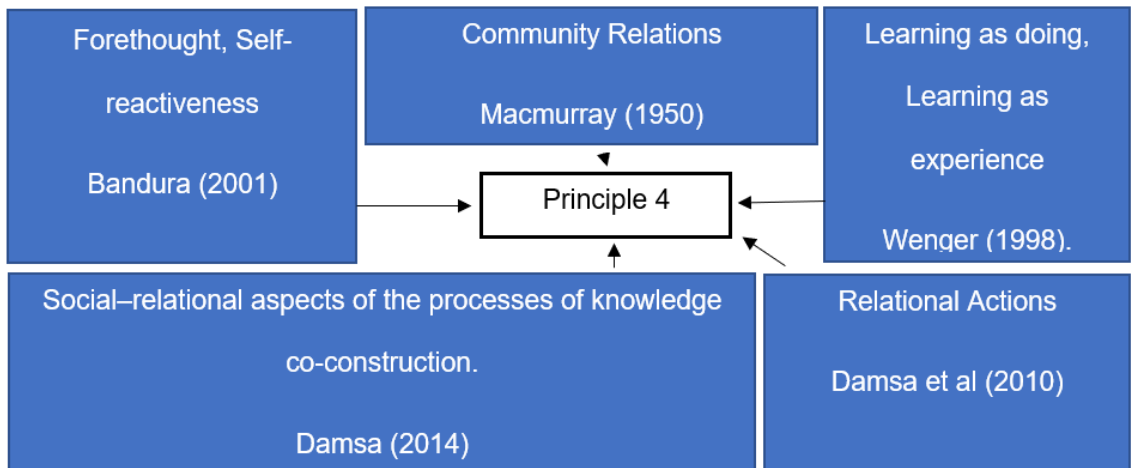 Forethought, Self-
reactiveness
Bandura (2001)
Community Relations
Macmurray (1950)
Learning as doing,
Learning as
experience
Wenger (1998).
Principle 4
Social–relational aspects of the processes of knowledge
co-construction.
Damsa (2014)
Relational Actions
Damsa et al (2010)